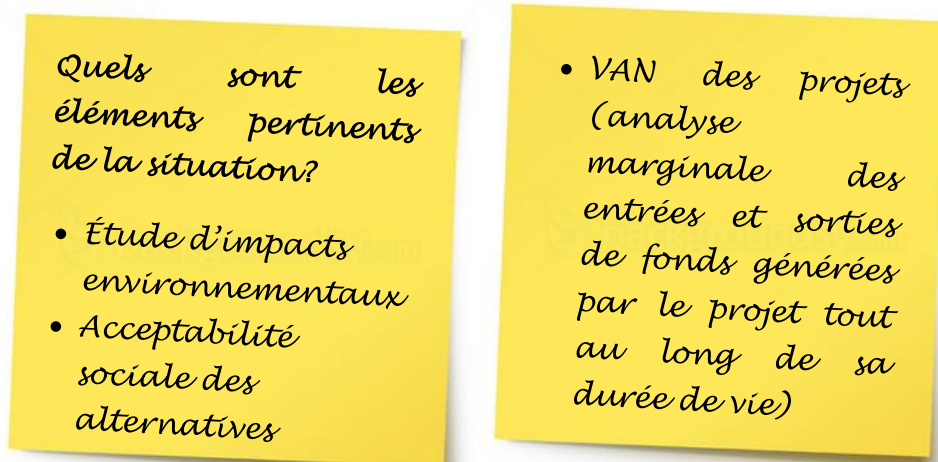 Quels sont les
éléments pertinents
de la situation?
• Étude d'impacts
environnementaux
• Acceptabilité
sociale des
alternatives
• VAN des projets
(analyse
marginale des
entrées et sorties
de fonds générées
par le projet tout
au long de sa
durée de vie)